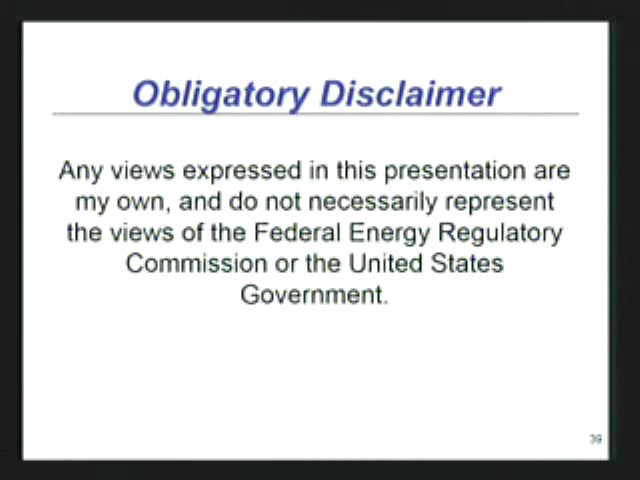 Obligatory Disclaimer
Any views expressed in this presentation are
my own, and do not necessarily represent
the views of the Federal Energy Regulatory
Commission or the United States
Government.
39